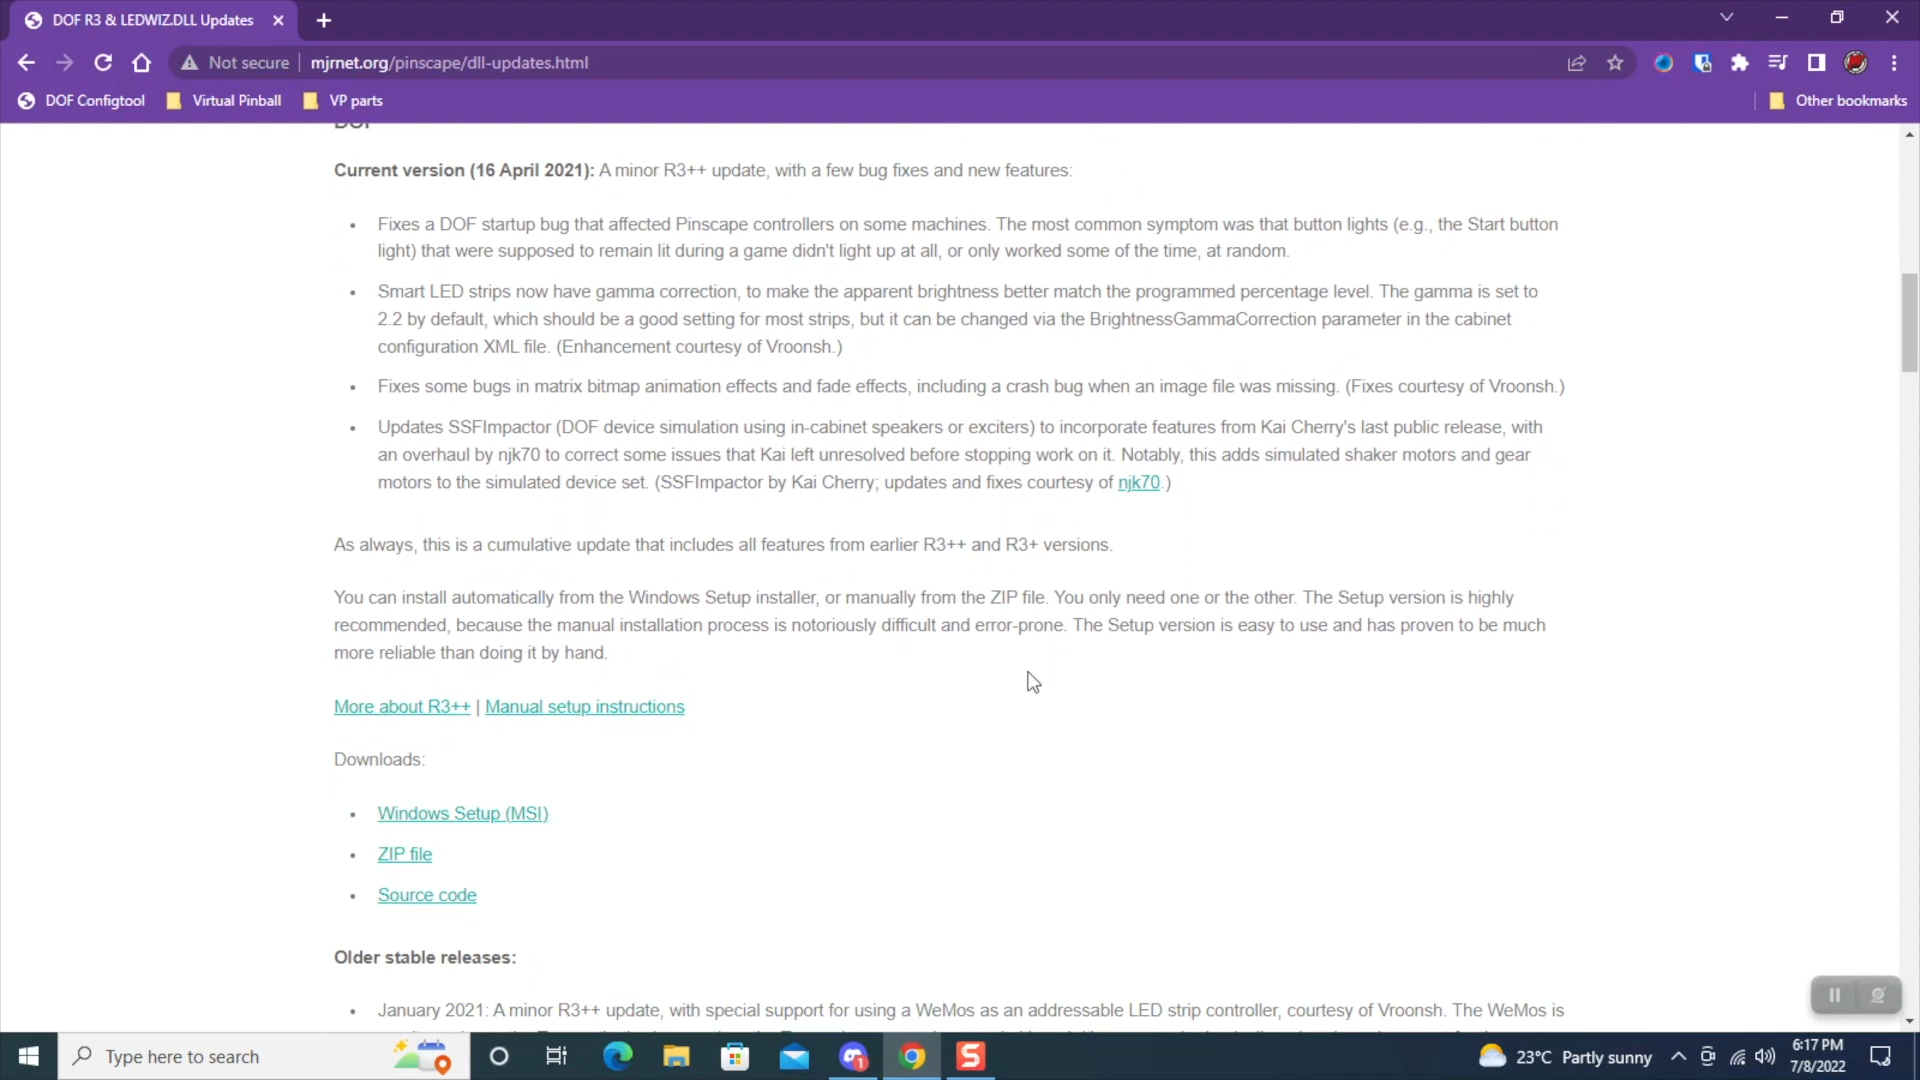 DOF R3 & LEDWIZ.DLL Updates
Not secure
mjrnet.org/pinscape/dll-updates.html
DOF Configtool
Virtual Pinball
VP parts
Other bookmarks
DOF
Current version (16 April 2021): A minor R3++ update, with a few bug fixes and new features:
• Fixes a DOF startup bug that affected Pinscape controllers on some machines. The most common symptom was that button lights (e.g., the Start button
light) that were supposed to remain lit during a game didn't light up at all, or only worked some of the time, at random.
• Smart LED strips now have gamma correction, to make the apparent brightness better match the programmed percentage level. The gamma is set to
2.2 by default, which should be a good setting for most strips, but it can be changed via the BrightnessGammaCorrection parameter in the cabinet
configuration XML file. (Enhancement courtesy of Vroonsh.)
• Fixes some bugs in matrix bitmap animation effects and fade effects, including a crash bug when an image file was missing. (Fixes courtesy of Vroonsh.)
• Updates SSFImpactor (DOF device simulation using in-cabinet speakers or exciters) to incorporate features from Kai Cherry's last public release, with
an overhaul by njk70 to correct some issues that Kai left unresolved before stopping work on it. Notably, this adds simulated shaker motors and gear
motors to the simulated device set. (SSFImpactor by Kai Cherry; updates and fixes courtesy of njk70.)
As always, this is a cumulative update that includes all features from earlier R3++ and R3+ versions.
You can install automatically from the Windows Setup installer, or manually from the ZIP file. You only need one or the other. The Setup version is highly
recommended, because the manual installation process is notoriously difficult and error-prone. The Setup version is easy to use and has proven to be much
more reliable than doing it by hand.
More about R3++ | Manual setup instructions
Downloads:
• Windows Setup (MSI)
• ZIP file
• Source code
Older stable releases:
• January 2021: A minor R3++ update, with special support for using a WeMos as an addressable LED strip controller, courtesy of Vroonsh. The WeMos is
Type here to search
1
S
23°C Partly sunny
6:17 PM
7/8/2022